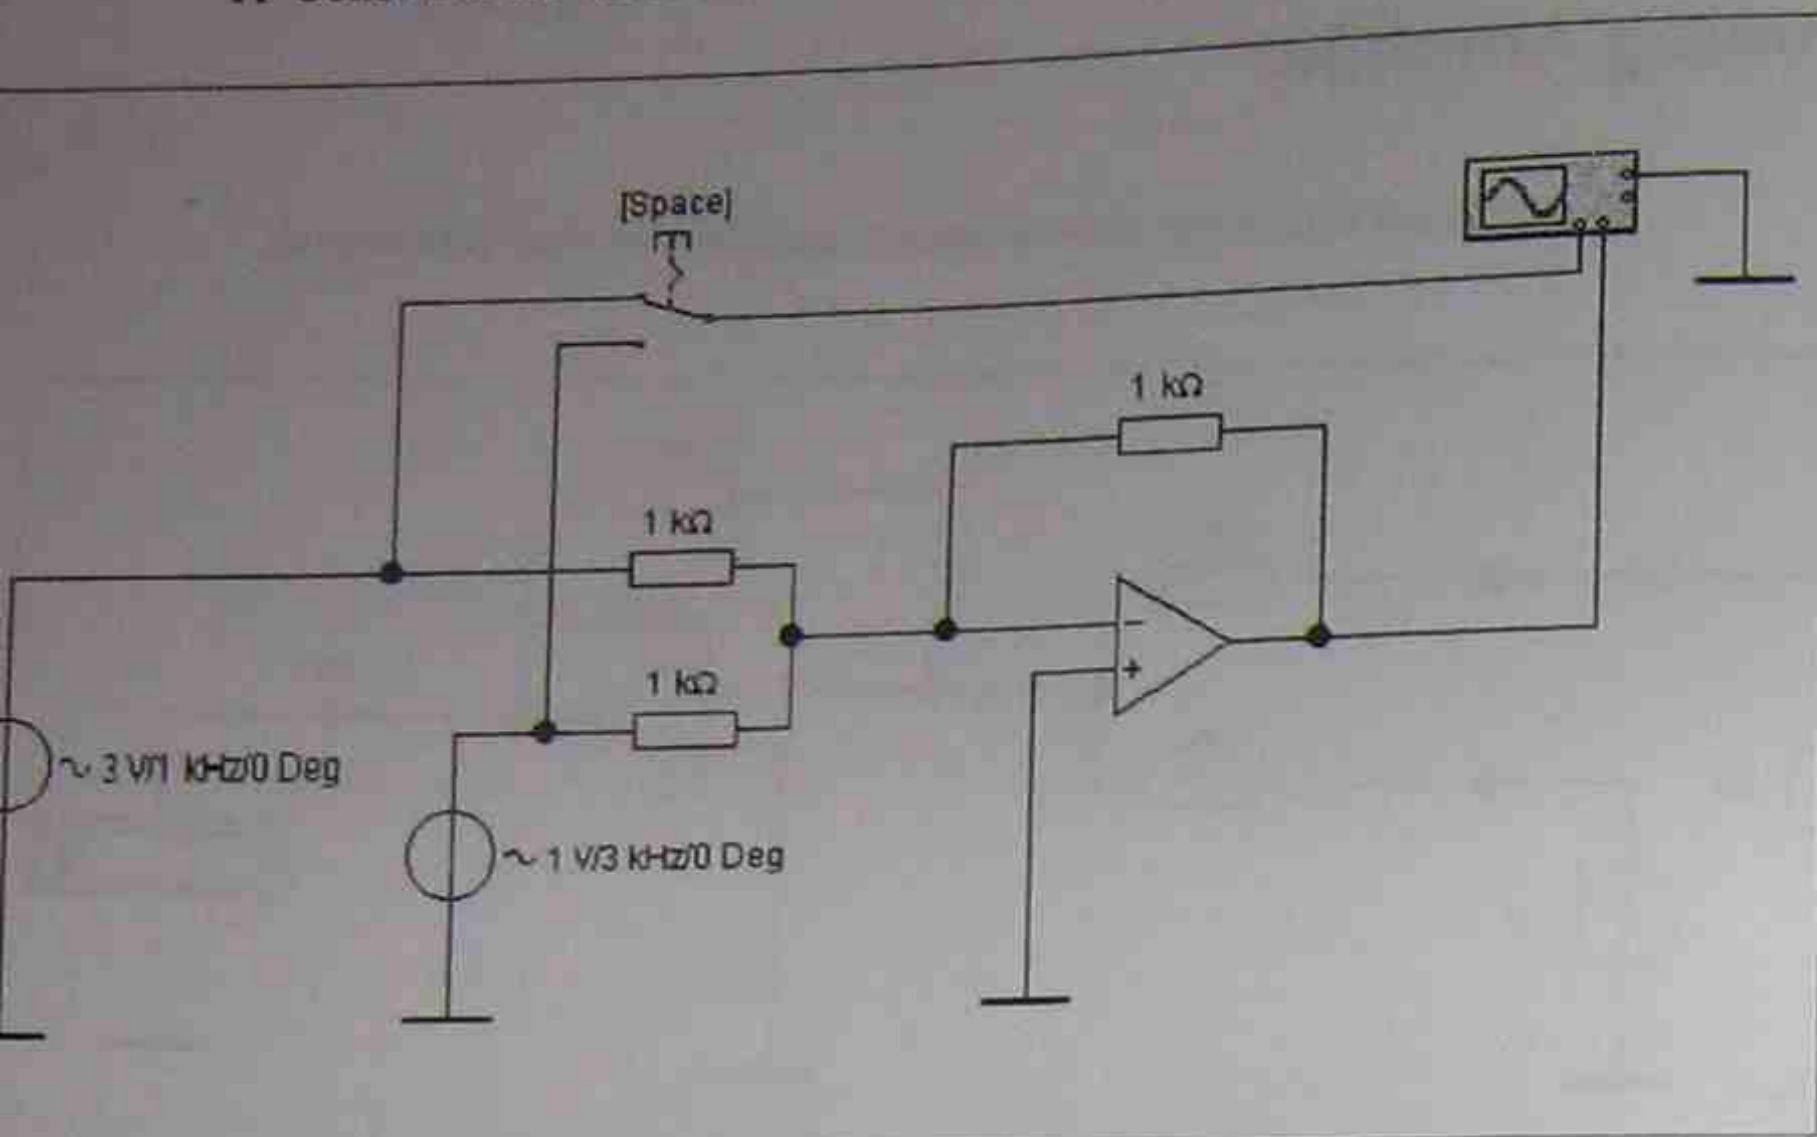 [Space]
1 kΩ
1 kΩ
1 kΩ
~ 3 V/1 kHz/0 Deg
~ 1 V/3 kHz/0 Deg
−
+